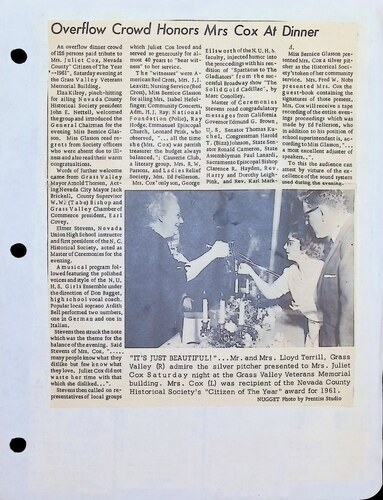 Overflow Crowd Honors Mrs Cox At Dinner
An overflow dinner crowd
of 128 persons paid tribute to
Mrs. Juliet Cox, Nevada
County "Citizen of The Year
--1961", Saturday evening at
the Grass Valley Veterans
Memorial Building.
Elza Kilroy, pinch-hitting
for ailing Nevada County
Historical Society president
John E. Nettell, welcomed
the group and introduced the
General Chairman for the
evening Miss Bernice Glas-
son. Miss Glasson read re-
grets from Society officers
who were absent due to ill-
ness and also read their warm
congratulations.
Words of further welcome
came from Grass Valley
Mayor Arnold Thomen, Act-
ing Nevada City Mayor Jack
Brickell, County Supervisor
W.W. (Tabe) Bishop and
Grass Valley Chamber of
Commerce president, Earl
Covey.
Elmer Stevens, Nevada
Union High School instructor
and first president of the N. C.
Historical Society, acted as
Master of Ceremonies for the
evening.
A musical program followed
featuring the polished
voices and style of the N. U.
H. S. Girls Ensemble under
the direction of Don Baggs,
high school vocal coach.
Popular local soprano Ardith
Bell performed two numbers,
one in German and one in
Italian.
Stevens then struck the note
which was the theme for the
balance of the evening. Said
Stevens of Mrs. Cox, ".....
many people know what they
dislike but few know what
they love. Juliet Cox did not
waste her time with that
which she disliked...".
Stevens then called on rep-
resentatives of local groups
which Juliet Cox loved and
served so generously for al-
most 40 years to "bear wit-
ness" to her service.
The "witnesses" were A-
merican Red Cross, Mrs. I.J.
Leavitt; Nursing Service (Red
Cross), Miss Bernice Glasson
for ailing Mrs. Isabel Hefel-
finger; Community Concerts,
Adm. H. L. Ray; National
Foundation (Polio), Ray
Hodge; Emmanuel Episcopal
Church, Leonard Pith, who
observed, "... all the time
she (Mrs. Cox) was parish
treasurer the budget always
balanced,"; Casuelte Club,
a literary group, Mrs. R. W.
Parsons, and Ladies Relief
Society, Mrs. Ed Pellerson.
Mrs. Cox' only son, George
Ellsworth of the N.U.H.S.
faculty, injected humor into
the proceedings with his ren-
dition of "Spartacus to The
Gladiators" from the suc-
cessful Broadway show "The
Solid Gold Cadillac", by
Marc Connolley.
Master of Ceremonies
Stevens read congratulatory
messages from California
Governor Edmund G. Brown,
U. S. Senator Thomas Ku-
chel, Congressman Harold
T. (Bizz) Johnson, State Sen-
ator Ronald Cameron, State
Assemblyman Paul Lunardi,
Sacramento Episcopal Bishop
Clarence R. Hayden, Rev.
Harry and Dorothy Leigh-
Pink, and Rev. Karl Mark-
Miss Bernice Glasson pre-
sented Mrs. Cox a silver pit-
cher as the Historical Soci-
ety's token of her community
service. Mrs. Fred W. Nobs
presented Mrs. Cox the
guest-book containing the
signatures of those present.
Mrs. Cox will receive a tape
recording of the entire even-
ings proceedings which was
made by Ed Pellerson, who
in addition to his position of
school superintendent is, ac-
cording to Miss Glasson, "...
a most excellent adjuster of
speakers.."
To this the audience can
attest by virtue of the ex-
cellence of the sound system
used during the evening.
"IT'S JUST BEAUTIFUL!"...Mr. and Mrs. Lloyd Terrill, Grass
Valley (R) admire the silver pitcher presented to Mrs. Juliet
Cox Saturday night at the Grass Valley Veterans Memorial
building. Mrs. Cox (L) was recipient of the Nevada County
Historical Society's "Citizen Of The Year" award for 1961.
NUGGET Photo by Prentiss Studio